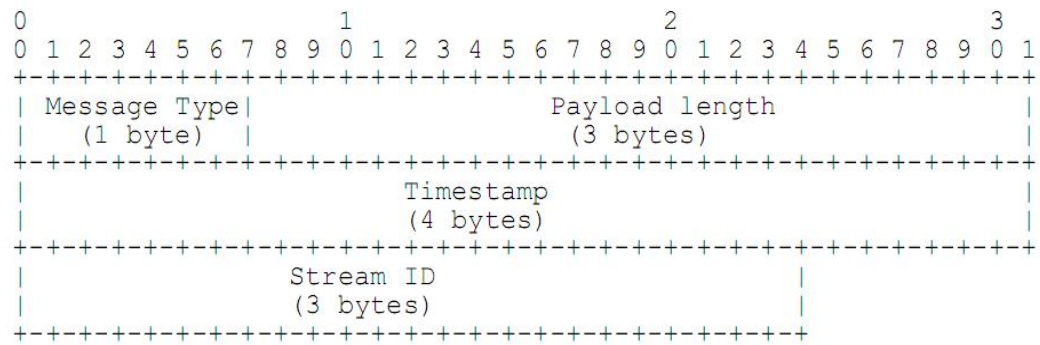 0                   1                   2                   3
0 1 2 3 4 5 6 7 8 9 0 1 2 3 4 5 6 7 8 9 0 1 2 3 4 5 6 7 8 9 0 1
+-+-+-+-+-+-+-+-+-+-+-+-+-+-+-+-+-+-+-+-+-+-+-+-+-+-+-+-+-+-+-+-+
| Message Type|                   Payload length                |
|   (1 byte)  |                    (3 bytes)                    |
+-+-+-+-+-+-+-+-+-+-+-+-+-+-+-+-+-+-+-+-+-+-+-+-+-+-+-+-+-+-+-+-+
|                       Timestamp                               |
|                       (4 bytes)                               |
+-+-+-+-+-+-+-+-+-+-+-+-+-+-+-+-+-+-+-+-+-+-+-+-+-+-+-+-+-+-+-+-+
|                Stream ID                      |
|                (3 bytes)                      |
+-+-+-+-+-+-+-+-+-+-+-+-+-+-+-+-+-+-+-+-+-+-+-+-+